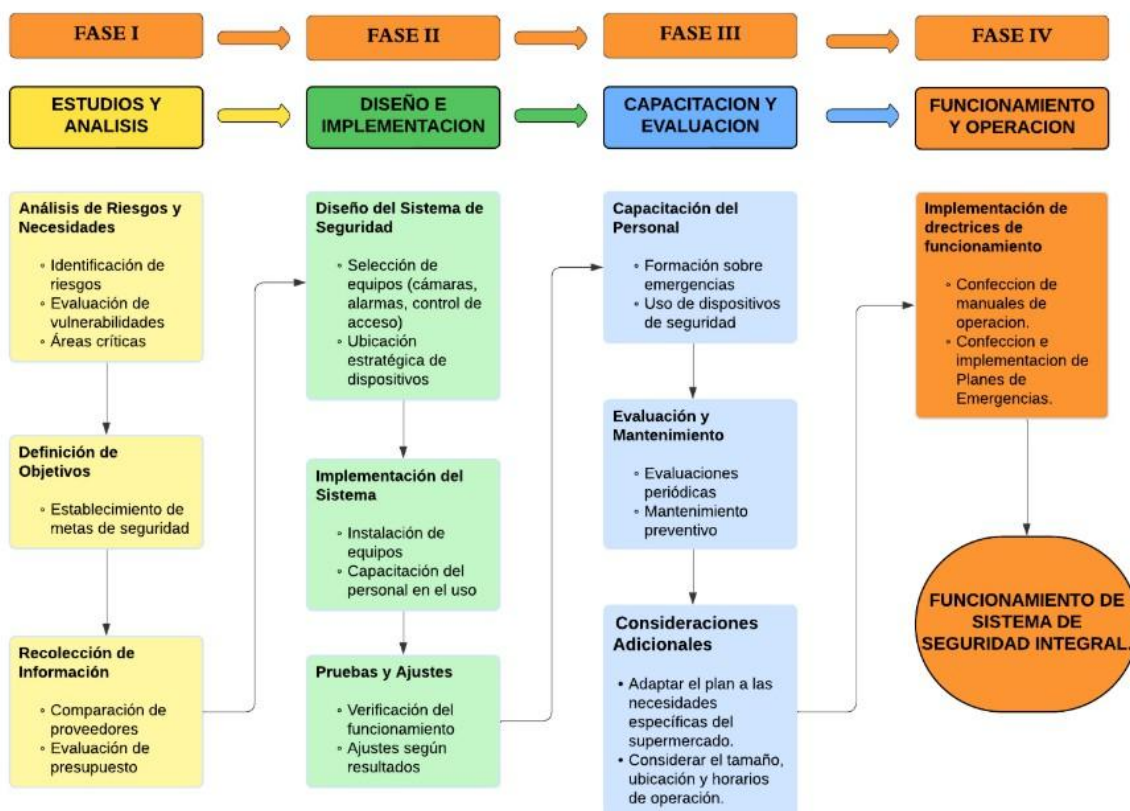 FASE I
FASE II
FASE III
FASE IV
ESTUDIOS Y
ANALISIS
DISEÑO E
IMPLEMENTACION
CAPACITACION Y
EVALUACION
FUNCIONAMIENTO
Y OPERACION
Análisis de Riesgos y
Necesidades
◦ Identificación de
riesgos
◦ Evaluación de
vulnerabilidades
◦ Áreas críticas
Definición de
Objetivos
◦ Establecimiento de
metas de seguridad
Recolección de
Información
◦ Comparación de
proveedores
◦ Evaluación de
presupuesto
Diseño del Sistema de
Seguridad
◦ Selección de
equipos (cámaras,
alarmas, control de
acceso)
◦ Ubicación
estratégica de
dispositivos
Implementación del
Sistema
◦ Instalación de
equipos
◦ Capacitación del
personal en el uso
Pruebas y Ajustes
◦ Verificación del
funcionamiento
◦ Ajustes según
resultados
Capacitación del
Personal
◦ Formación sobre
emergencias
◦ Uso de dispositivos
de seguridad
Evaluación y
Mantenimiento
◦ Evaluaciones
periódicas
◦ Mantenimiento
preventivo
Consideraciones
Adicionales
• Adaptar el plan a las
necesidades
específicas del
supermercado.
• Considerar el tamaño,
ubicación y horarios
de operación.
Implementación de
drectrices de
funcionamiento
◦ Confeccion de
manuales de
operacion.
◦ Confeccion e
implementacion de
Planes de
Emergencias.
FUNCIONAMIENTO DE
SISTEMA DE
SEGURIDAD INTEGRAL.